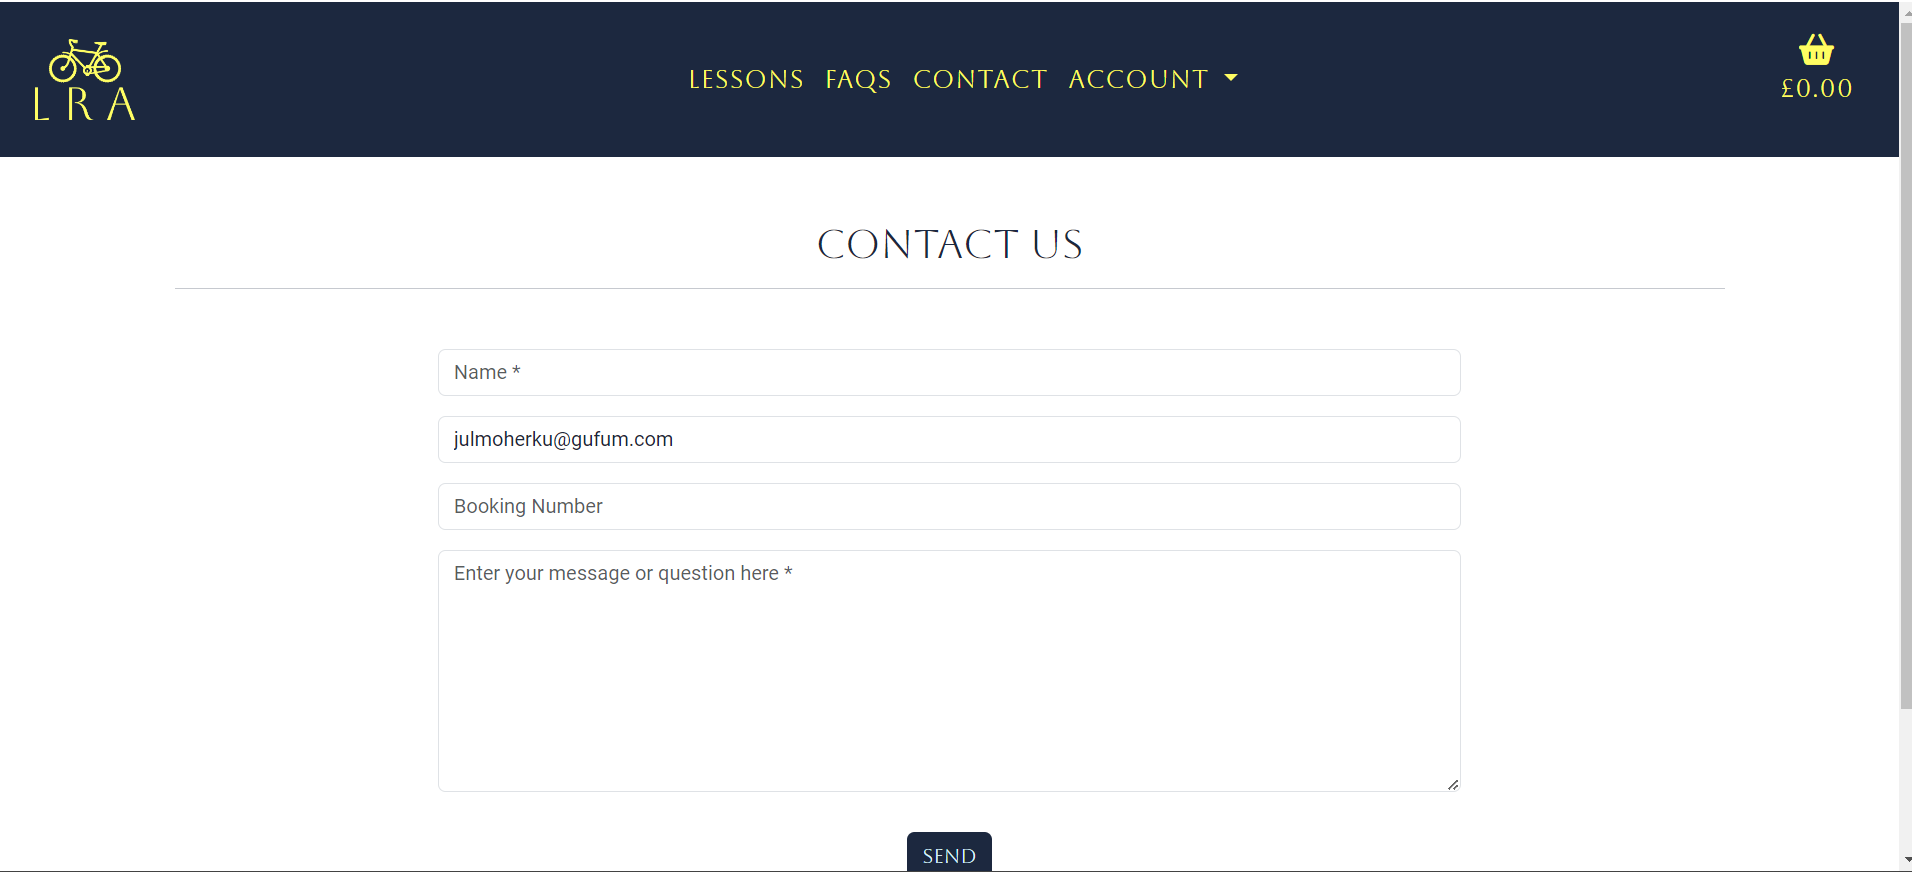 LRA
LESSONS FAQS CONTACT ACCOUNT
£0.00
CONTACT US
Name *
julmoherku@gufum.com
Booking Number
Enter your message or question here *
SEND